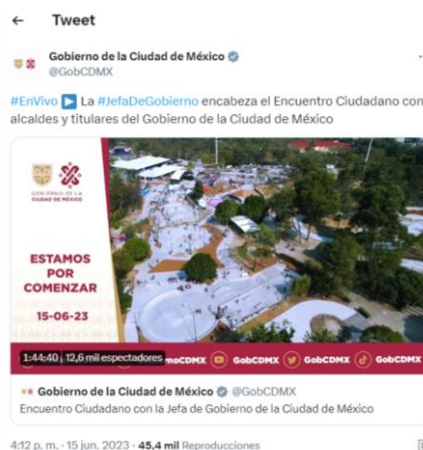 Tweet
Gobierno de la Ciudad de México
@GobCDMX
#EnVivo La #JefaDeGobierno encabeza el Encuentro Ciudadano con
alcaldes y titulares del Gobierno de la Ciudad de México
GOBIERNO DE LA
CIUDAD DE MÉXICO
ESTAMOS
POR
COMENZAR
15-06-23
1:44:40 12,6 mil espectadores moCDMX GobCDMX GobCDMX GobCDMX
Gobierno de la Ciudad de México @GobCDMX
Encuentro Ciudadano con la Jefa de Gobierno de la Ciudad de México
4:12 p. m. · 15 jun. 2023 · 45,4 mil Reproducciones